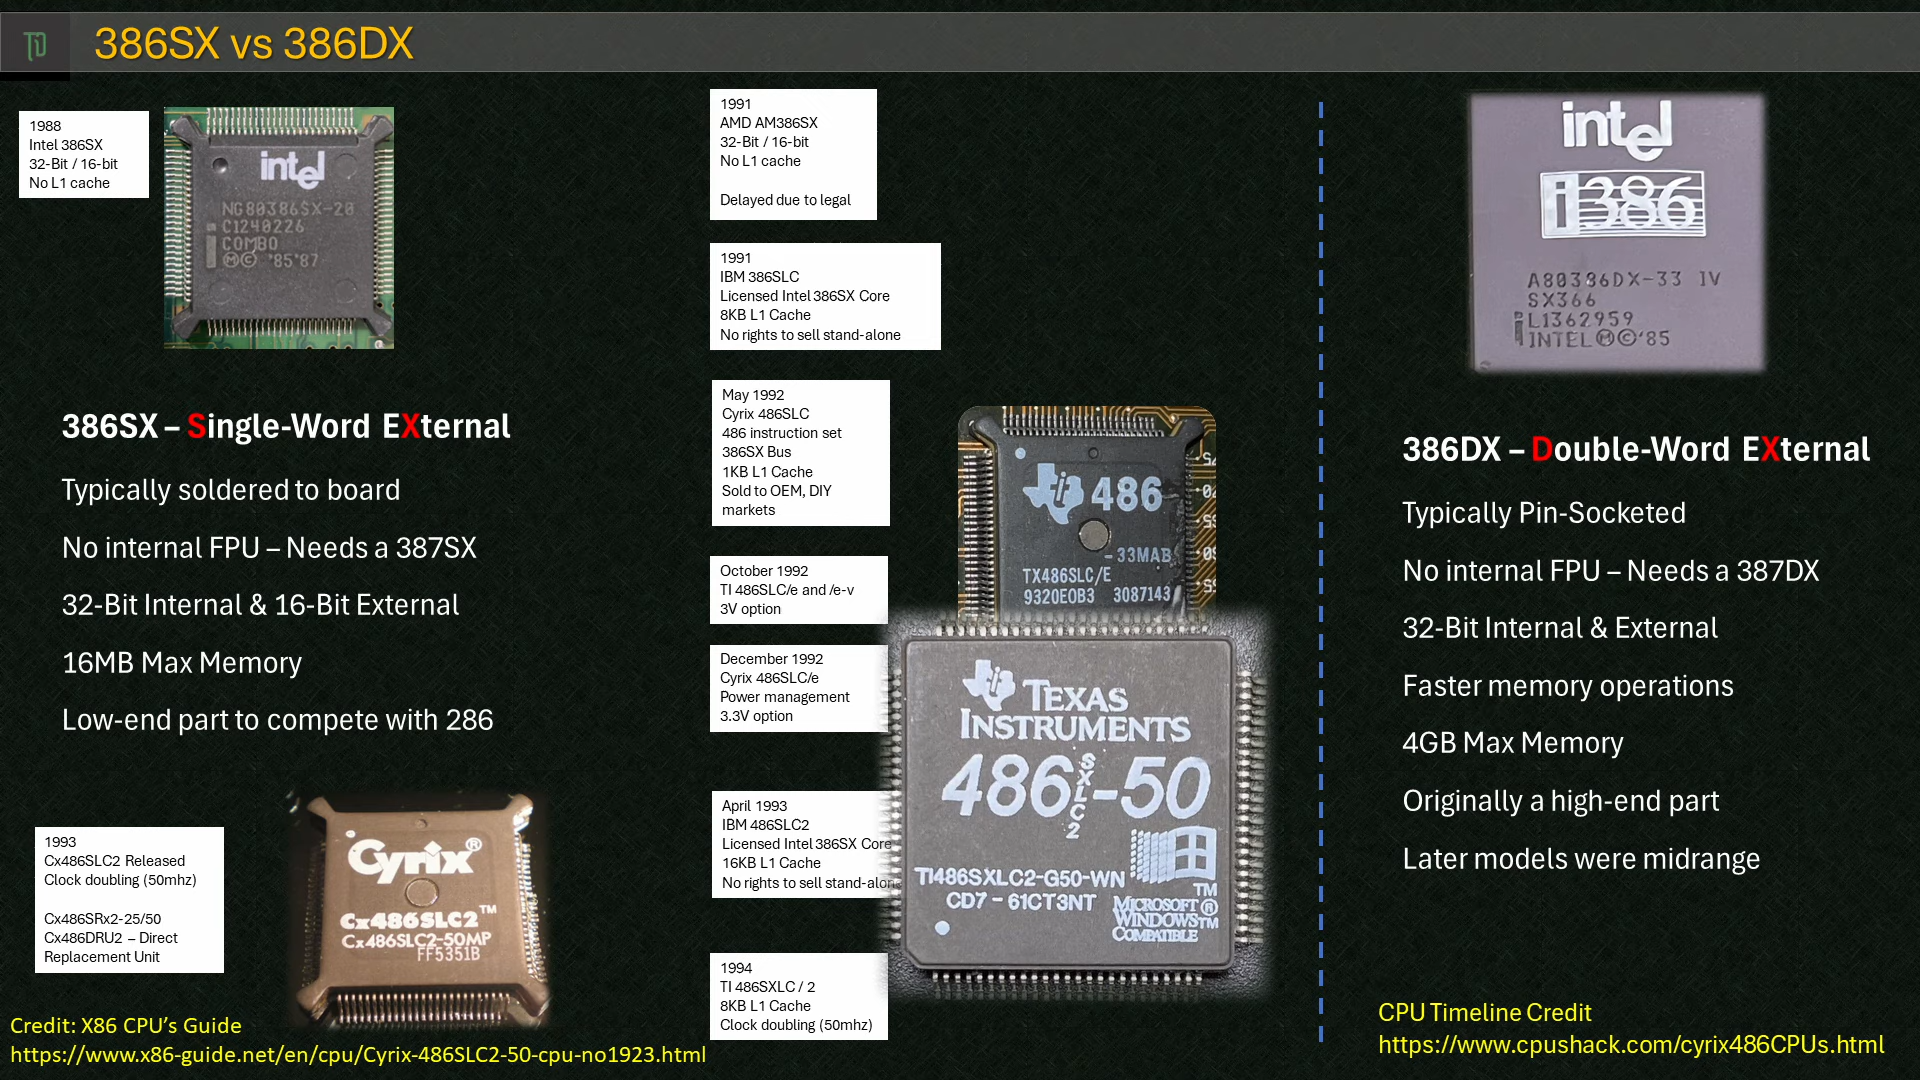 386SX vs 386DX
1988
Intel 386SX
32-Bit / 16-bit
No L1 cache
intel
NG80386SX-20
C1240226
COMBO
ⓂⒸ '85'87
386SX – Single-Word EXternal
Typically soldered to board
No internal FPU – Needs a 387SX
32-Bit Internal & 16-Bit External
16MB Max Memory
Low-end part to compete with 286
1993
Cx486SLC2 Released
Clock doubling (50mhz)
Cx486SRx2-25/50
Cx486DRU2 – Direct
Replacement Unit
Cyrix®
Cx486SLC2™
Cx486SLC2-50MP
FF5351B
Credit: X86 CPU's Guide
https://www.x86-guide.net/en/cpu/Cyrix-486SLC2-50-cpu-no1923.html
1991
AMD AM386SX
32-Bit / 16-bit
No L1 cache
Delayed due to legal
1991
IBM 386SLC
Licensed Intel 386SX Core
8KB L1 Cache
No rights to sell stand-alone
May 1992
Cyrix 486SLC
486 instruction set
386SX Bus
1KB L1 Cache
Sold to OEM, DIY
markets
October 1992
TI 486SLC/e and /e-v
3V option
December 1992
Cyrix 486SLC/e
Power management
3.3V option
April 1993
IBM 486SLC2
Licensed Intel 386SX Core
16KB L1 Cache
No rights to sell stand-alon
1994
TI 486SXLC / 2
8KB L1 Cache
Clock doubling (50mhz)
486
-33MAB
TX486SLC/E
9320E0B3 3087143
TEXAS
INSTRUMENTS
486SXLC2-50
TI486SXLC2-G50-WN
CD7-61CT3NT
™
MICROSOFT®
WINDOWS™
COMPATIBLE
intel
i386
A80386DX-33 IV
SX366
L1362959
INTEL ⓂⒸ'85
386DX – Double-Word EXternal
Typically Pin-Socketed
No internal FPU – Needs a 387DX
32-Bit Internal & External
Faster memory operations
4GB Max Memory
Originally a high-end part
Later models were midrange
CPU Timeline Credit
https://www.cpushack.com/cyrix486CPUs.html